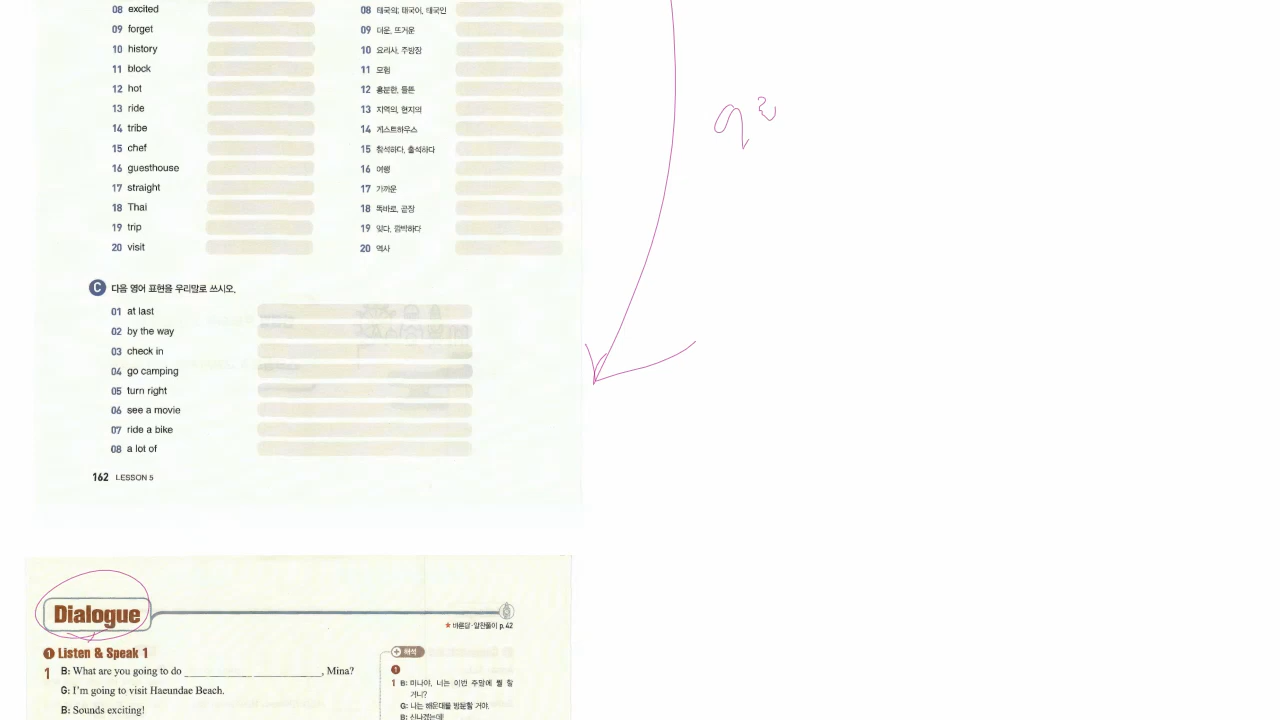 08 excited
09 forget
10 history
11 block
12 hot
13 ride
14 tribe
15 chef
16 guesthouse
17 straight
18 Thai
19 trip
20 visit
08 태국의; 태국어, 태국인
09 더운, 뜨거운
10 요리사, 주방장
11 모험
12 흥분한, 들뜬
13 지역의, 현지의
14 게스트하우스
15 참석하다, 출석하다
16 여행
17 가까운
18 똑바로, 곧장
19 잊다, 깜박하다
20 역사
C 다음 영어 표현을 우리말로 쓰시오.
01 at last
02 by the way
03 check in
04 go camping
05 turn right
06 see a movie
07 ride a bike
08 a lot of
162 LESSON 5
Dialogue
★ 바른답·알찬풀이 p.42
1 Listen & Speak 1
1 B: What are you going to do ________ ________, Mina?
G: I'm going to visit Haeundae Beach.
B: Sounds exciting!
+ 해석
1
1 B: 미나야, 너는 이번 주말에 뭘 할
거니?
G: 나는 해운대를 방문할 거야.
B: 신나겠는데!